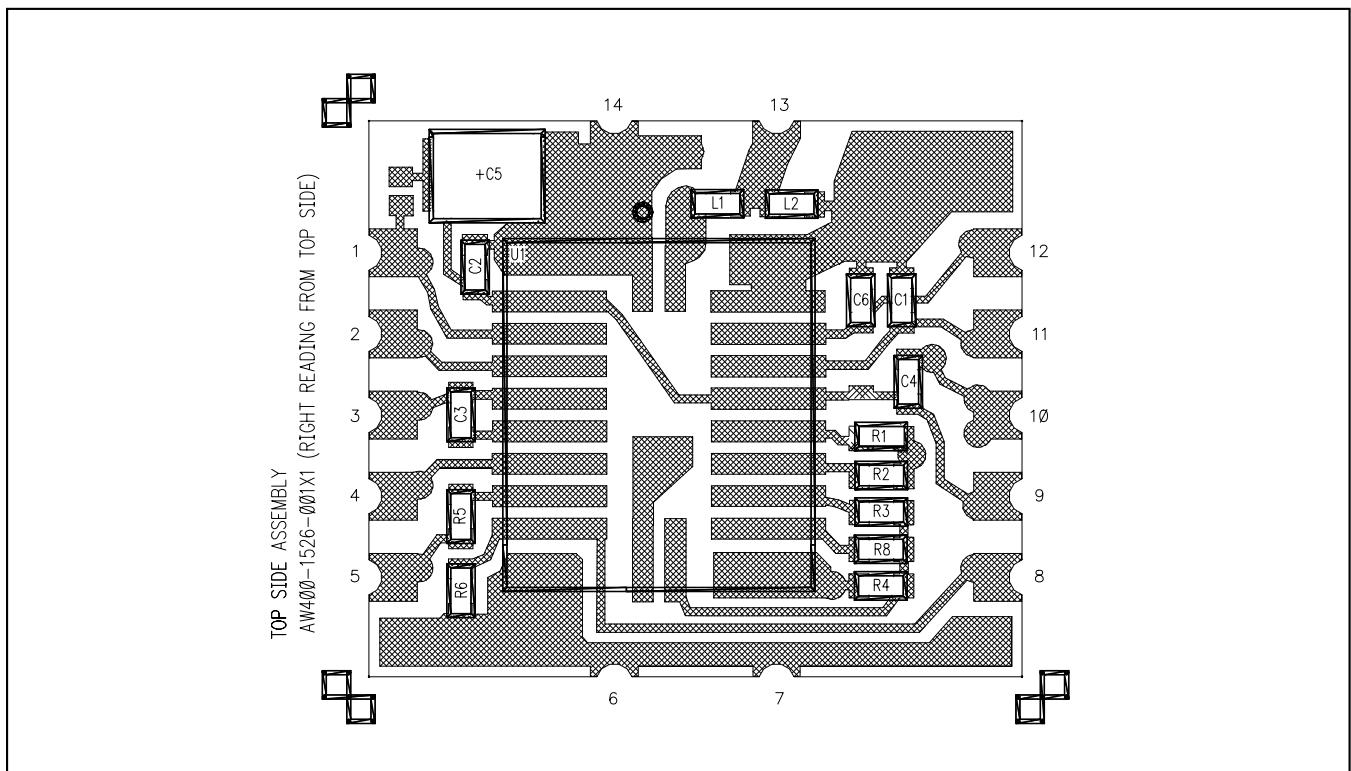 14
13
+C5
L1
L2
1
U1
C2
12
C6
C1
2
11
C4
3
C3
10
R1
R2
4
9
R5
R3
R8
5
8
R6
R4
6
7
TOP SIDE ASSEMBLY
AW4ØØ-1526-ØØ1X1 (RIGHT READING FROM TOP SIDE)